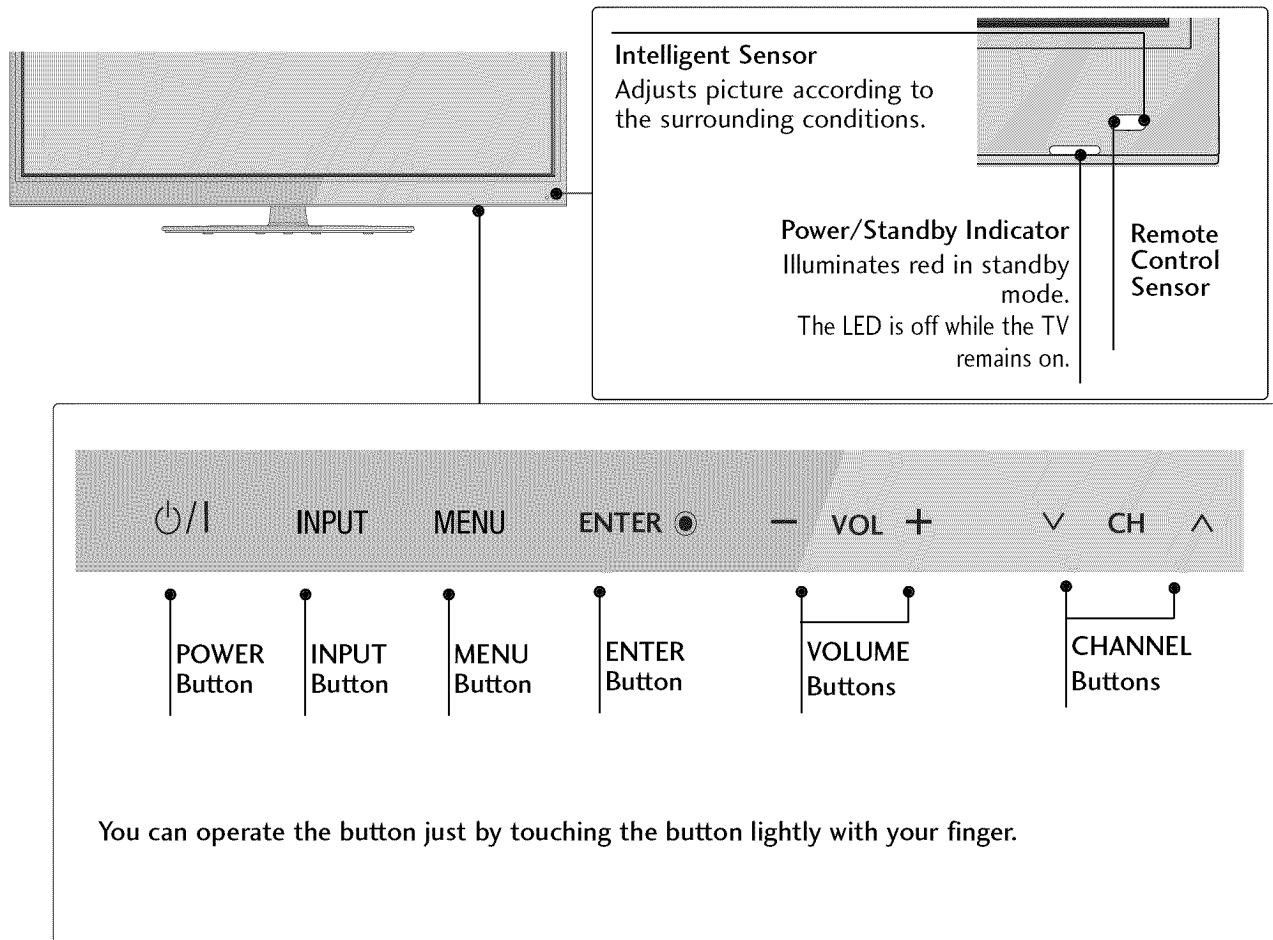 Intelligent Sensor
Adjusts picture according to
the surrounding conditions.
Power/Standby Indicator
Illuminates red in standby
mode.
The LED is off while the TV
remains on.
Remote
Control
Sensor
⏻/I INPUT MENU ENTER ◉ − VOL + ∨ CH ∧
POWER
Button
INPUT
Button
MENU
Button
ENTER
Button
VOLUME
Buttons
CHANNEL
Buttons
You can operate the button just by touching the button lightly with your finger.